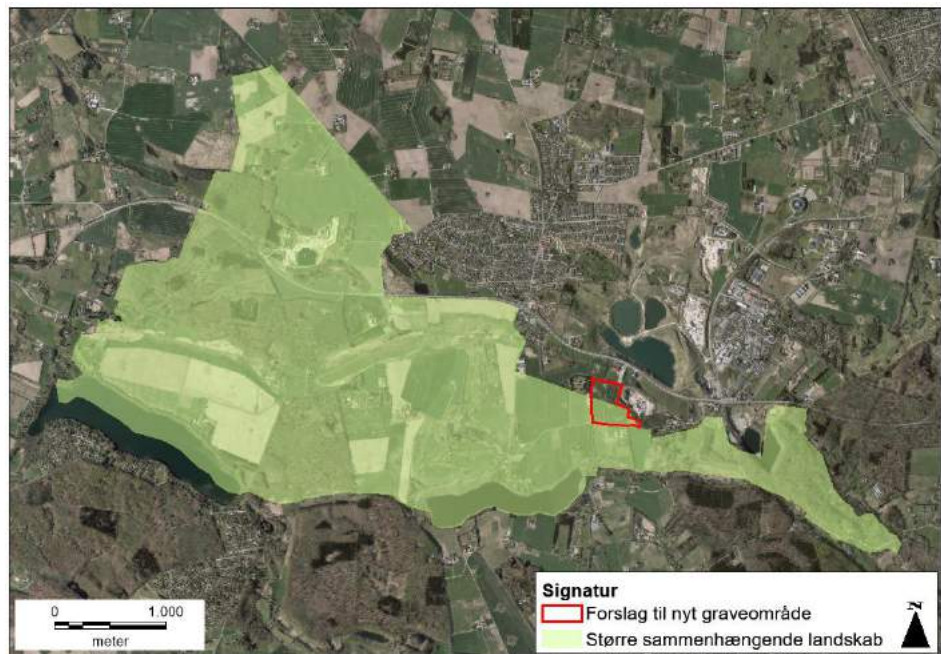 0 1.000
meter
Signatur
Forslag til nyt graveområde
Større sammenhængende landskab
N